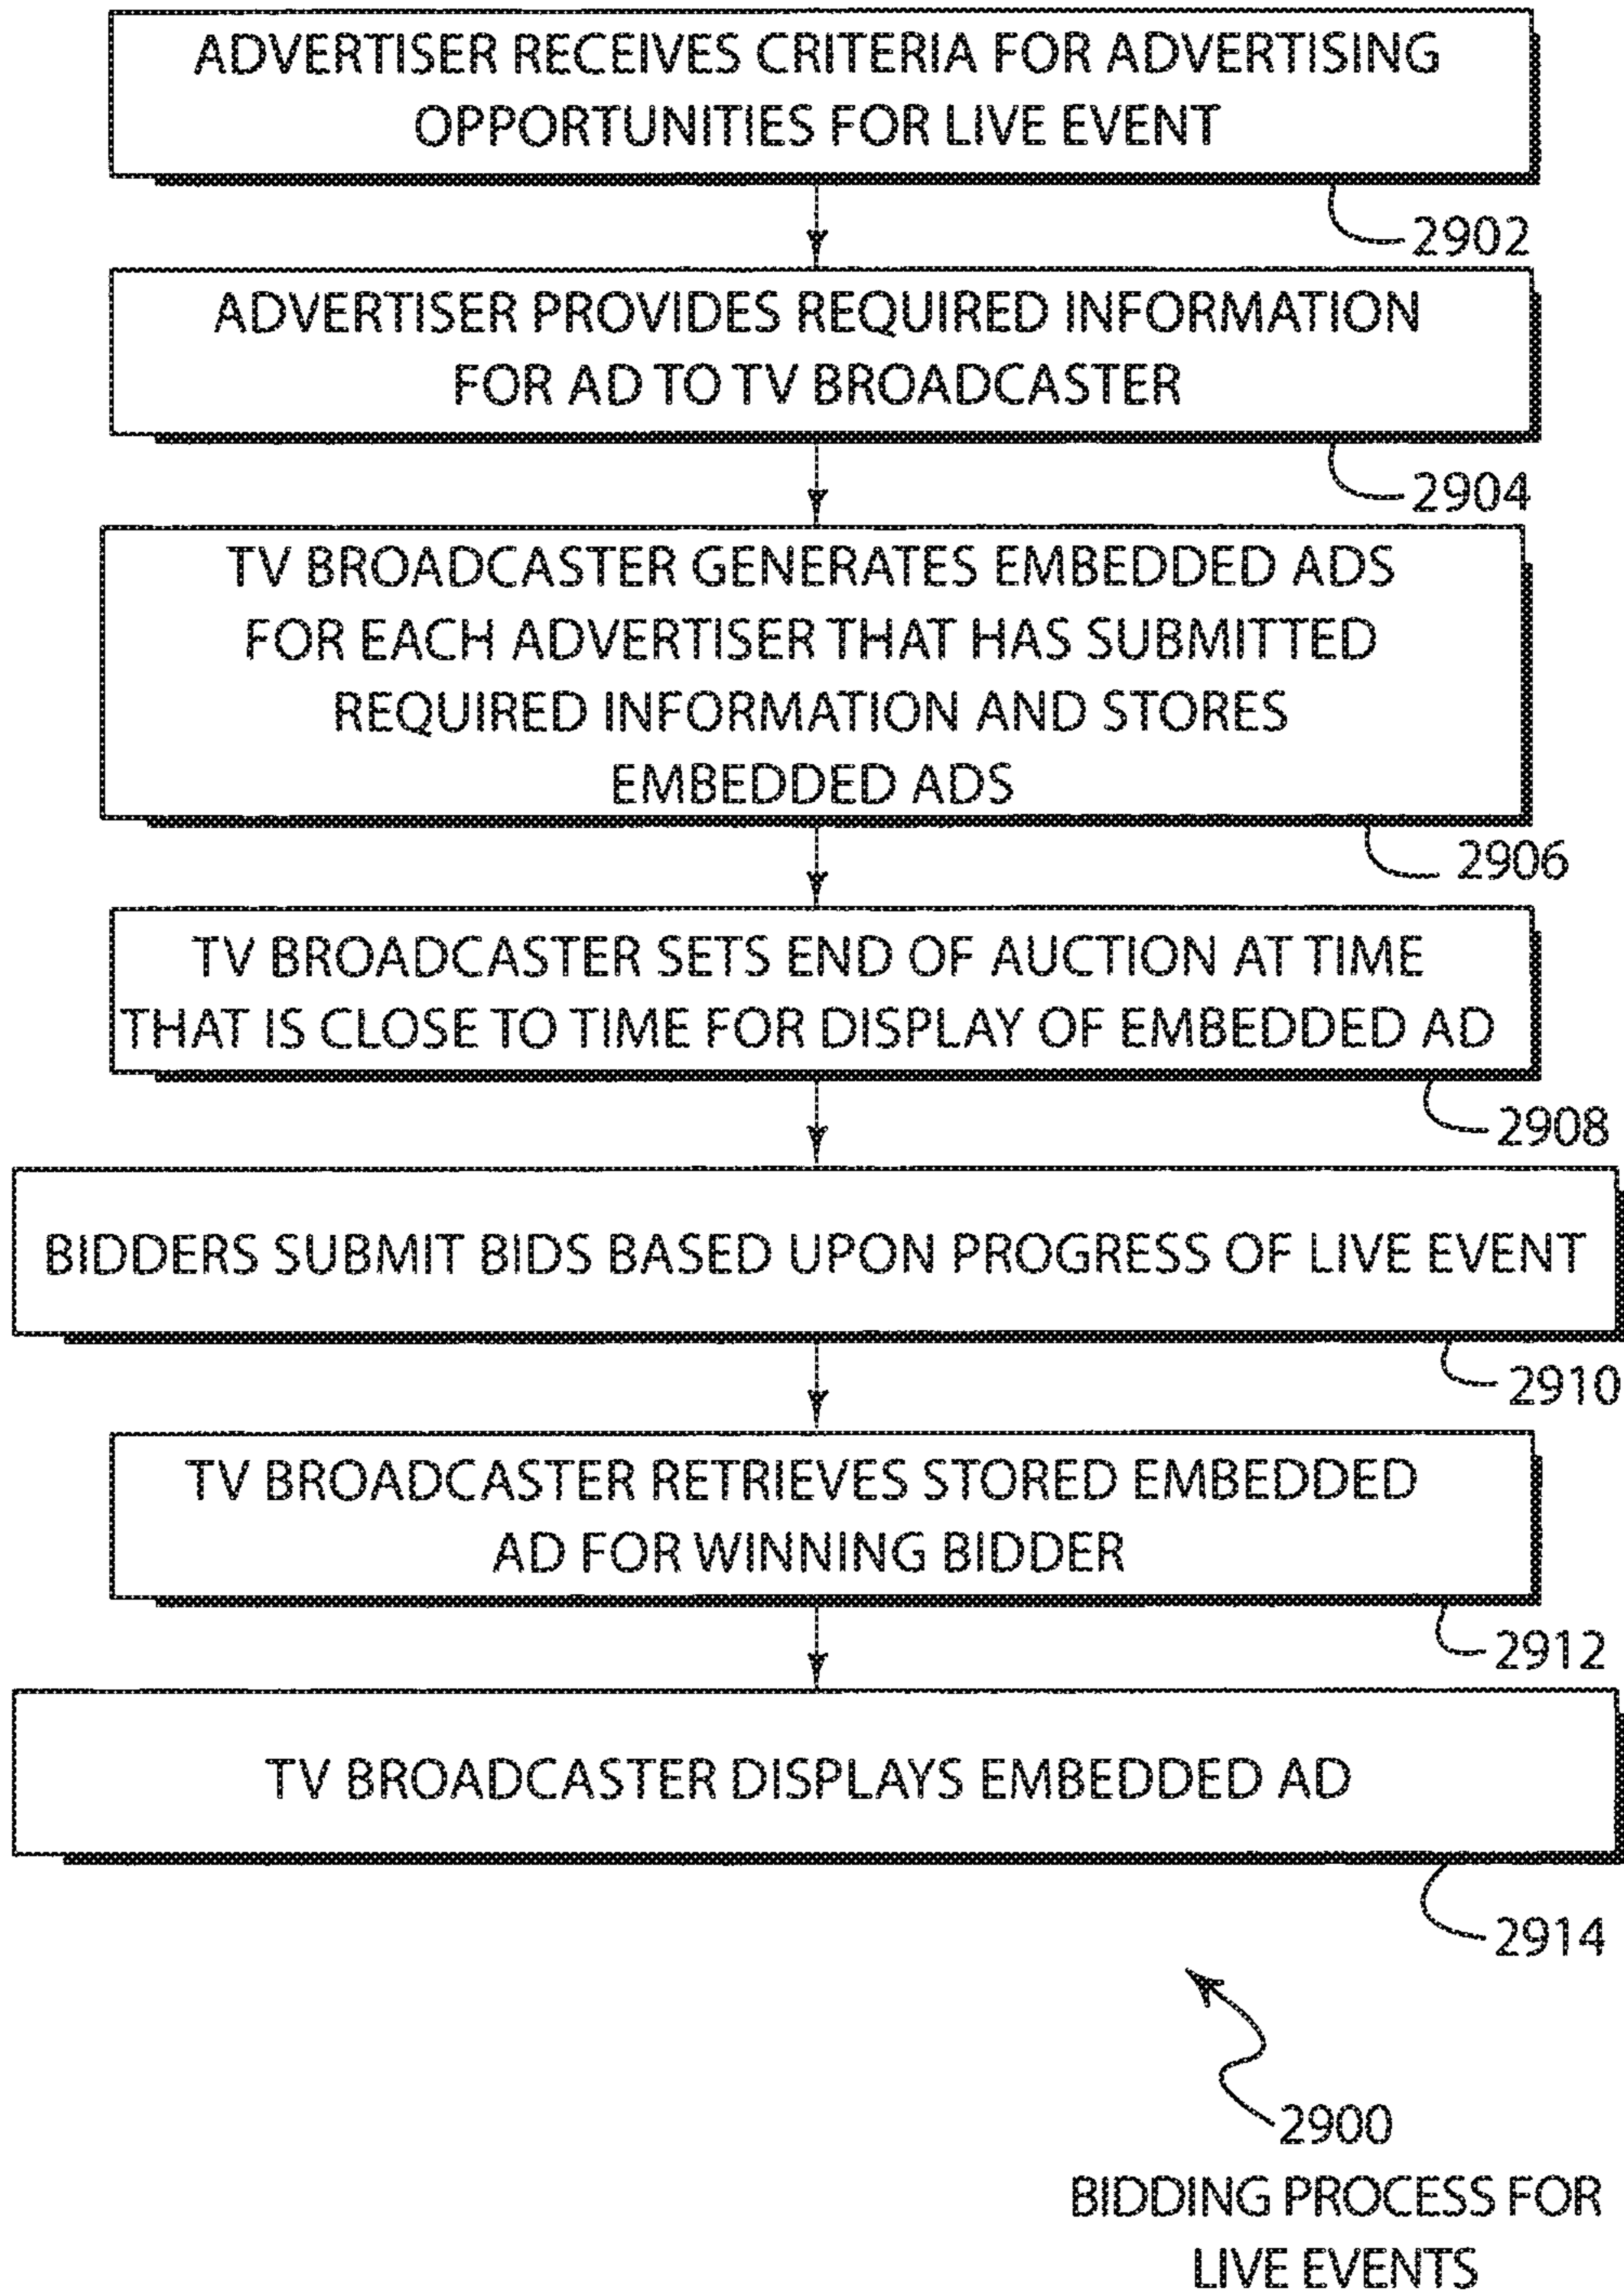 ADVERTISER RECEIVES CRITERIA FOR ADVERTISING
OPPORTUNITIES FOR LIVE EVENT
2902
ADVERTISER PROVIDES REQUIRED INFORMATION
FOR AD TO TV BROADCASTER
2904
TV BROADCASTER GENERATES EMBEDDED ADS
FOR EACH ADVERTISER THAT HAS SUBMITTED
REQUIRED INFORMATION AND STORES
EMBEDDED ADS
2906
TV BROADCASTER SETS END OF AUCTION AT TIME
THAT IS CLOSE TO TIME FOR DISPLAY OF EMBEDDED AD
2908
BIDDERS SUBMIT BIDS BASED UPON PROGRESS OF LIVE EVENT
2910
TV BROADCASTER RETRIEVES STORED EMBEDDED
AD FOR WINNING BIDDER
2912
TV BROADCASTER DISPLAYS EMBEDDED AD
2914
2900
BIDDING PROCESS FOR
LIVE EVENTS